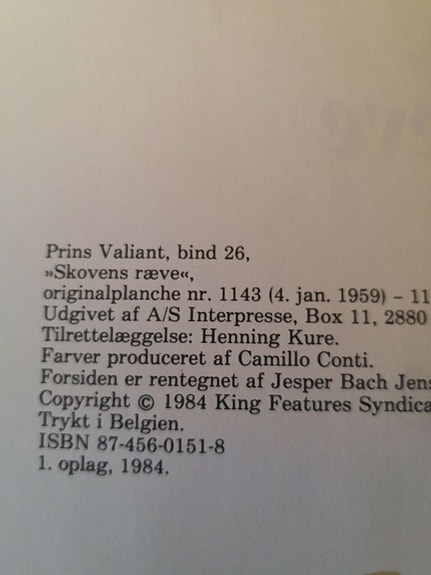 Prins Valiant, bind 26,
»Skovens ræve«,
originalplanche nr. 1143 (4. jan. 1959) – 11
Udgivet af A/S Interpresse, Box 11, 2880
Tilrettelæggelse: Henning Kure.
Farver produceret af Camillo Conti.
Forsiden er rentegnet af Jesper Bach Jens
Copyright © 1984 King Features Syndica
Trykt i Belgien.
ISBN 87-456-0151-8
1. oplag, 1984.